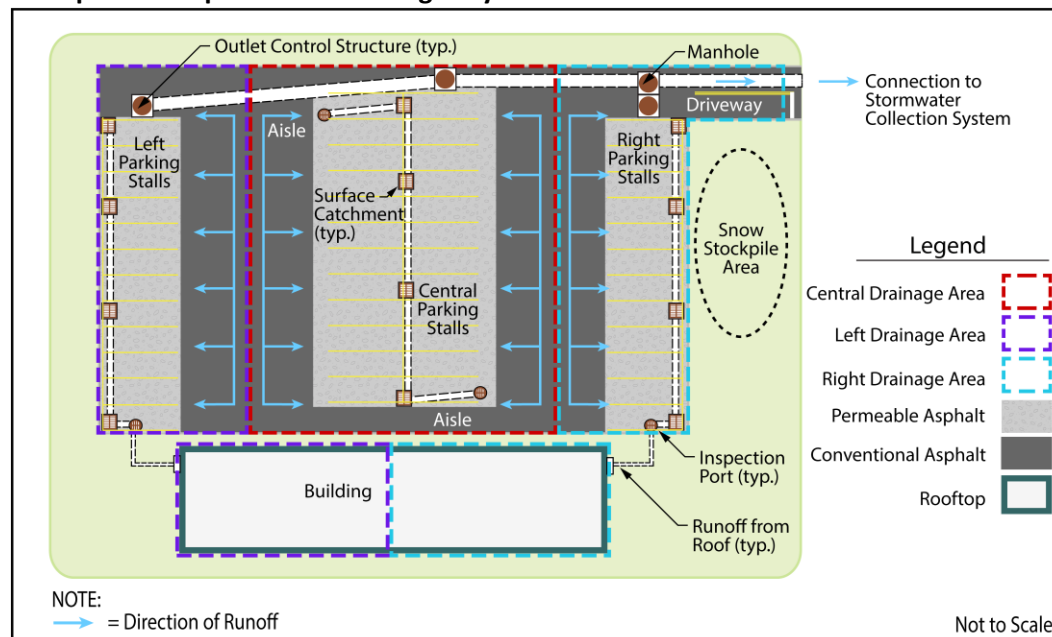 Outlet Control Structure (typ.)
Manhole
Connection to
Stormwater
Collection System
Driveway
Aisle
Left
Parking
Stalls
Right
Parking
Stalls
Surface
Catchment
(typ.)
Snow
Stockpile
Area
Central
Parking
Stalls
Aisle
Building
Inspection
Port (typ.)
Runoff from
Roof (typ.)
Legend
Central Drainage Area
Left Drainage Area
Right Drainage Area
Permeable Asphalt
Conventional Asphalt
Rooftop
NOTE:
= Direction of Runoff
Not to Scale